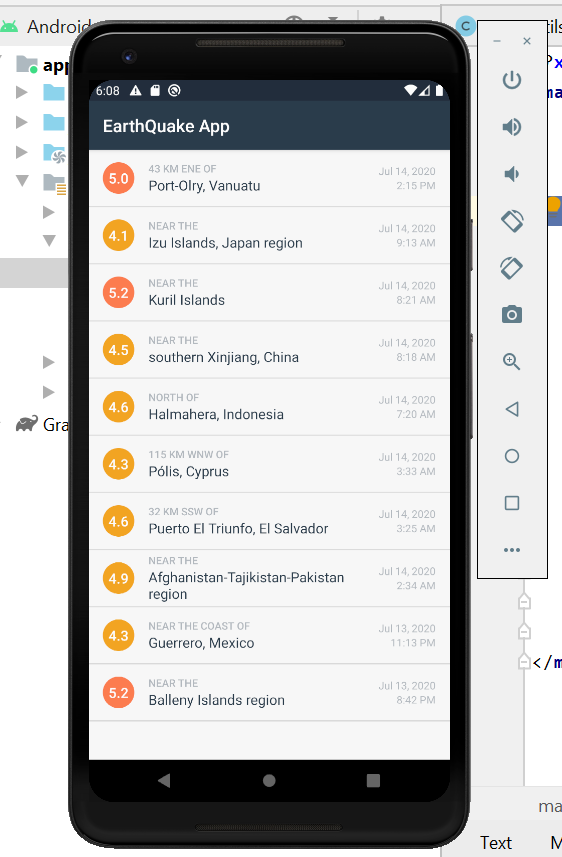 Android
app
Gra
6:08
EarthQuake App
5.0
43 KM ENE OF
Port-Olry, Vanuatu
Jul 14, 2020
2:15 PM
4.1
NEAR THE
Izu Islands, Japan region
Jul 14, 2020
9:13 AM
5.2
NEAR THE
Kuril Islands
Jul 14, 2020
8:21 AM
4.5
NEAR THE
southern Xinjiang, China
Jul 14, 2020
8:18 AM
4.6
NORTH OF
Halmahera, Indonesia
Jul 14, 2020
7:20 AM
4.3
115 KM WNW OF
Pólis, Cyprus
Jul 14, 2020
3:33 AM
4.6
32 KM SSW OF
Puerto El Triunfo, El Salvador
Jul 14, 2020
3:25 AM
4.9
NEAR THE
Afghanistan-Tajikistan-Pakistan
region
Jul 14, 2020
2:34 AM
4.3
NEAR THE COAST OF
Guerrero, Mexico
Jul 13, 2020
11:13 PM
5.2
NEAR THE
Balleny Islands region
Jul 13, 2020
8:42 PM
C
tils
?x
ma
</m
ma
Text
M